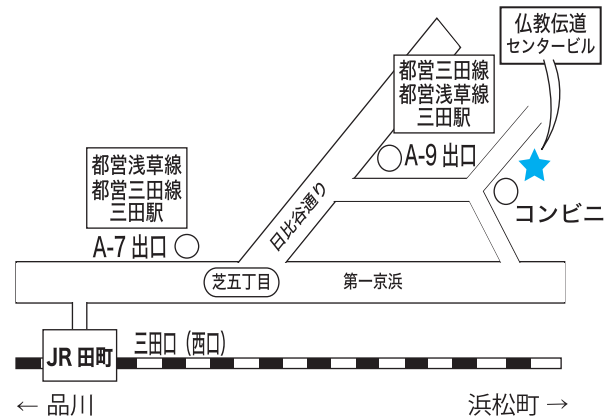 仏教伝道
センタービル
都営三田線
都営浅草線
三田駅
A-9 出口
コンビニ
日比谷通り
都営浅草線
都営三田線
三田駅
A-7 出口
芝五丁目
第一京浜
三田口（西口）
JR 田町
← 品川
浜松町 →